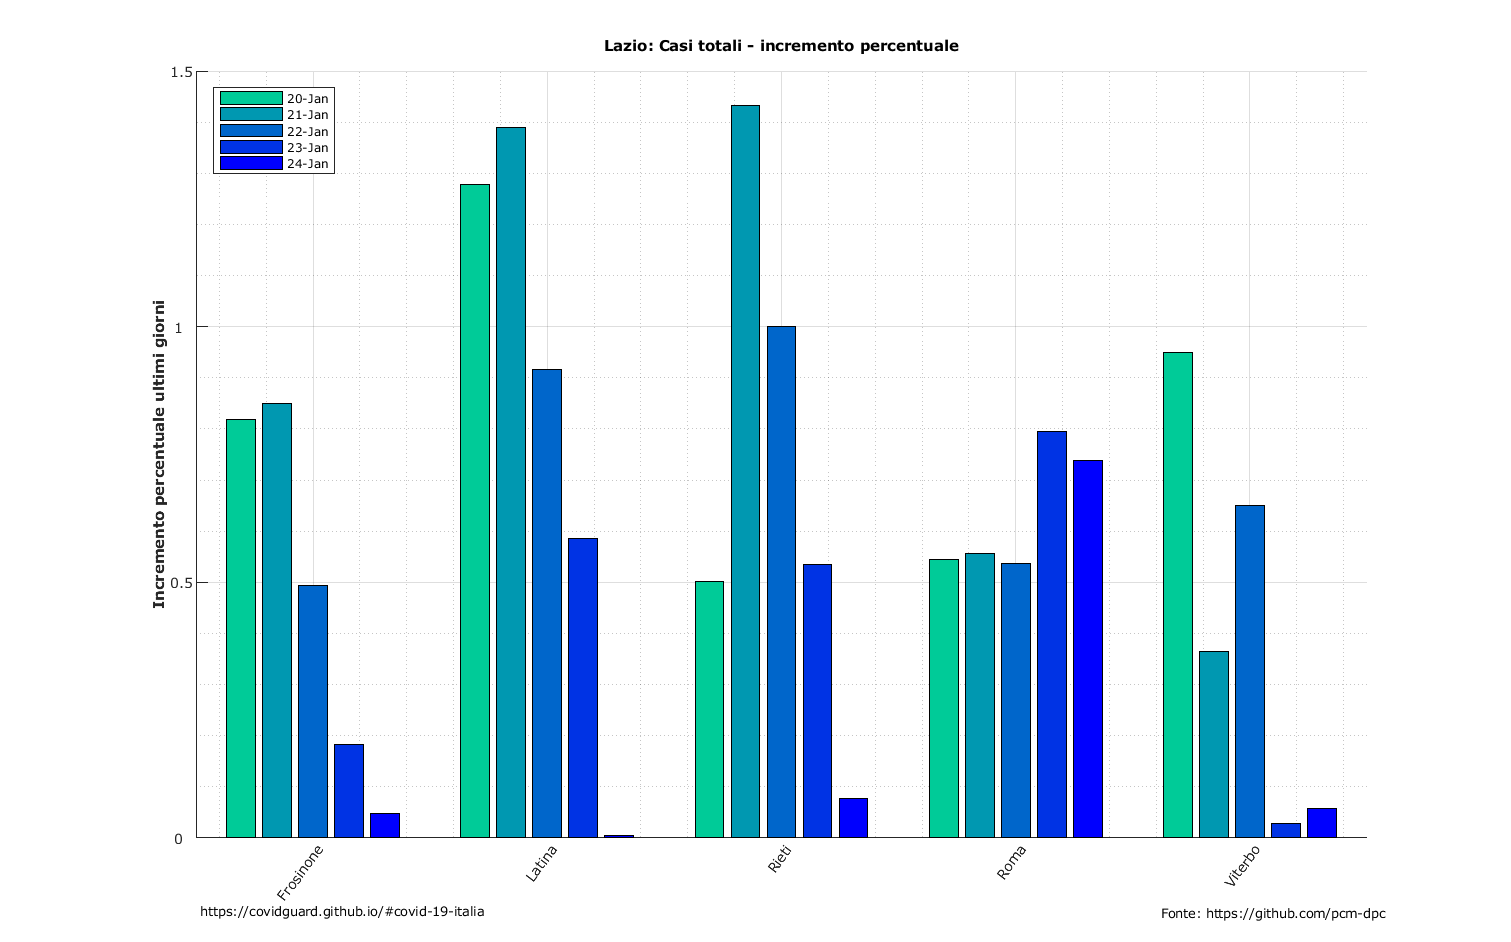 Lazio: Casi totali - incremento percentuale
1.5
20-Jan
21-Jan
22-Jan
23-Jan
24-Jan
1
0.5
0
Incremento percentuale ultimi giorni
Frosinone
Latina
Rieti
Roma
Viterbo
https://covidguard.github.io/#covid-19-italia
Fonte: https://github.com/pcm-dpc